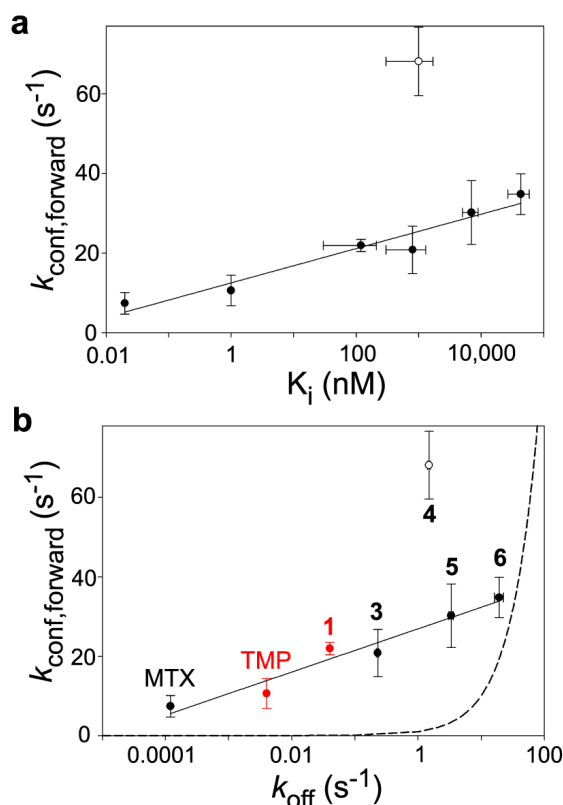 a
k_conf,forward (s⁻¹)
60
40
20
0
0.01
1
100
10,000
K_i (nM)
b
k_conf,forward (s⁻¹)
60
40
20
0
4
5
6
1
3
TMP
MTX
0.0001
0.01
1
100
k_off (s⁻¹)